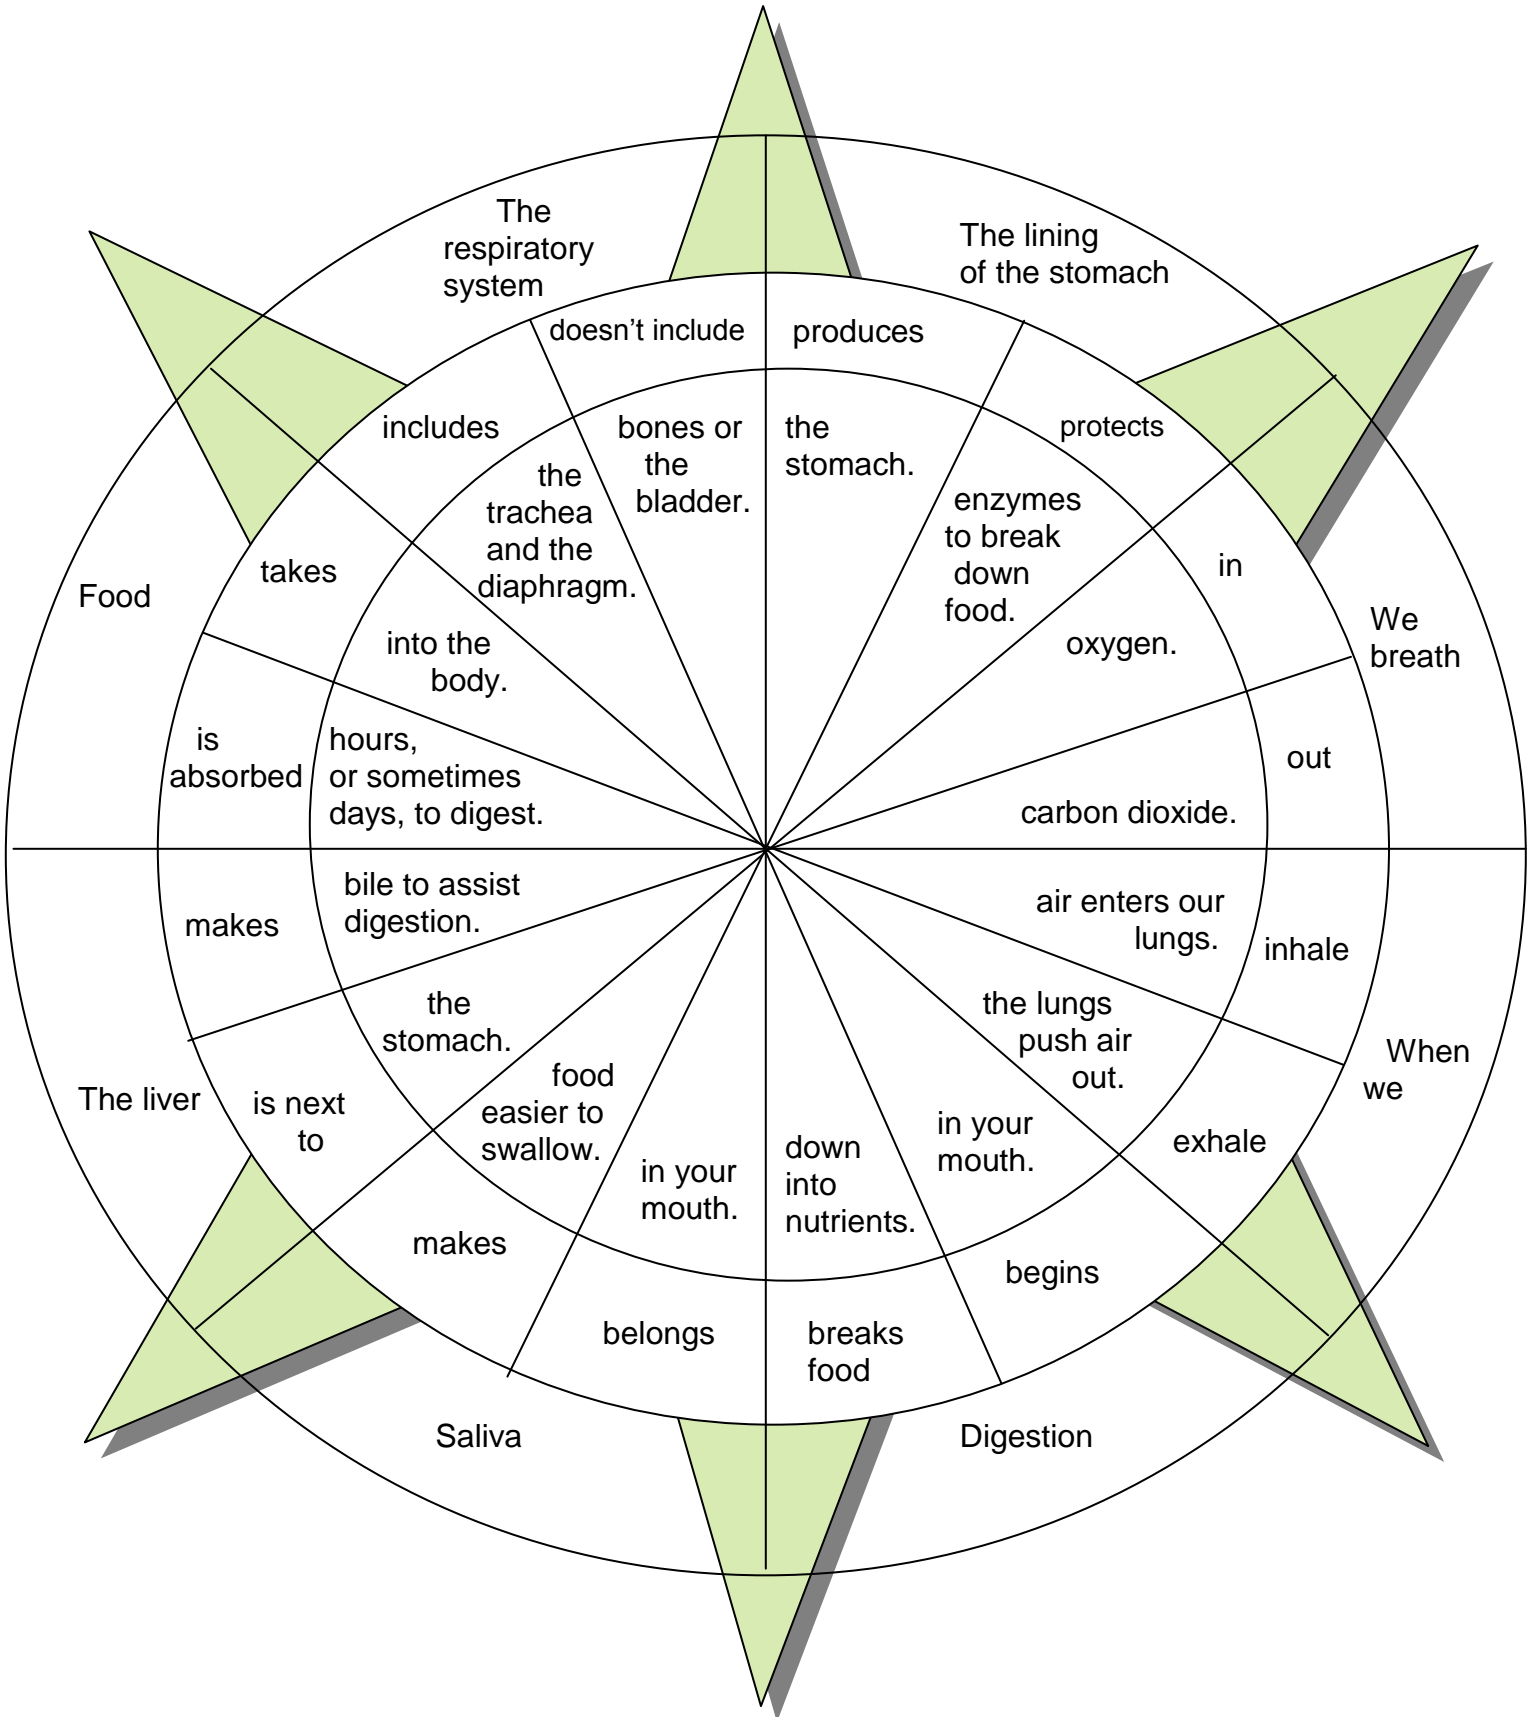 The
respiratory
system
The lining
of the stomach
doesn't include
produces
includes
protects
bones or
the
bladder.
the
stomach.
the
trachea
and the
diaphragm.
enzymes
to break
down
food.
takes
in
Food
We
breath
into the
body.
oxygen.
is
absorbed
hours,
or sometimes
days, to digest.
out
carbon dioxide.
makes
bile to assist
digestion.
air enters our
lungs.
inhale
the
stomach.
the lungs
push air
out.
When
we
The liver
is next
to
food
easier to
swallow.
in your
mouth.
down
into
nutrients.
in your
mouth.
exhale
makes
begins
belongs
breaks
food
Saliva
Digestion